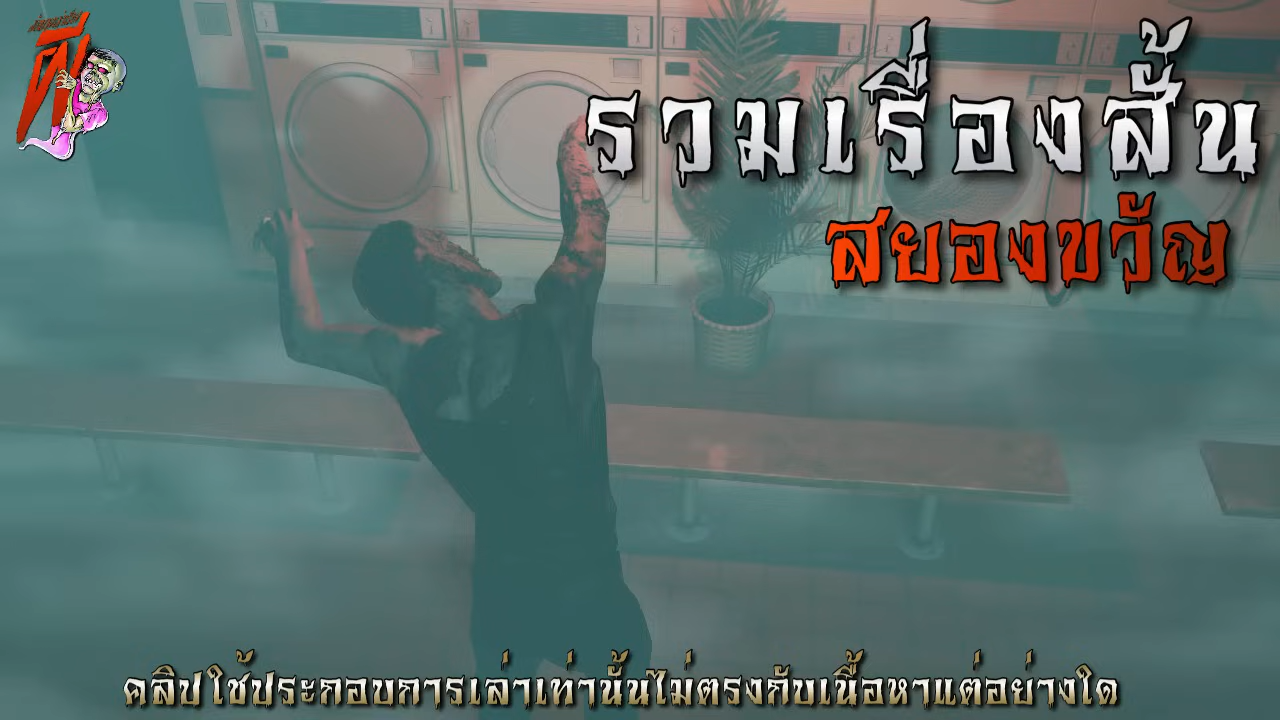 ผี
รวมเรื่องสั้น
สยองขวัญ
คลิปใช้ประกอบการเล่าเท่านั้นไม่ตรงกับเนื้อหาแต่อย่างใด